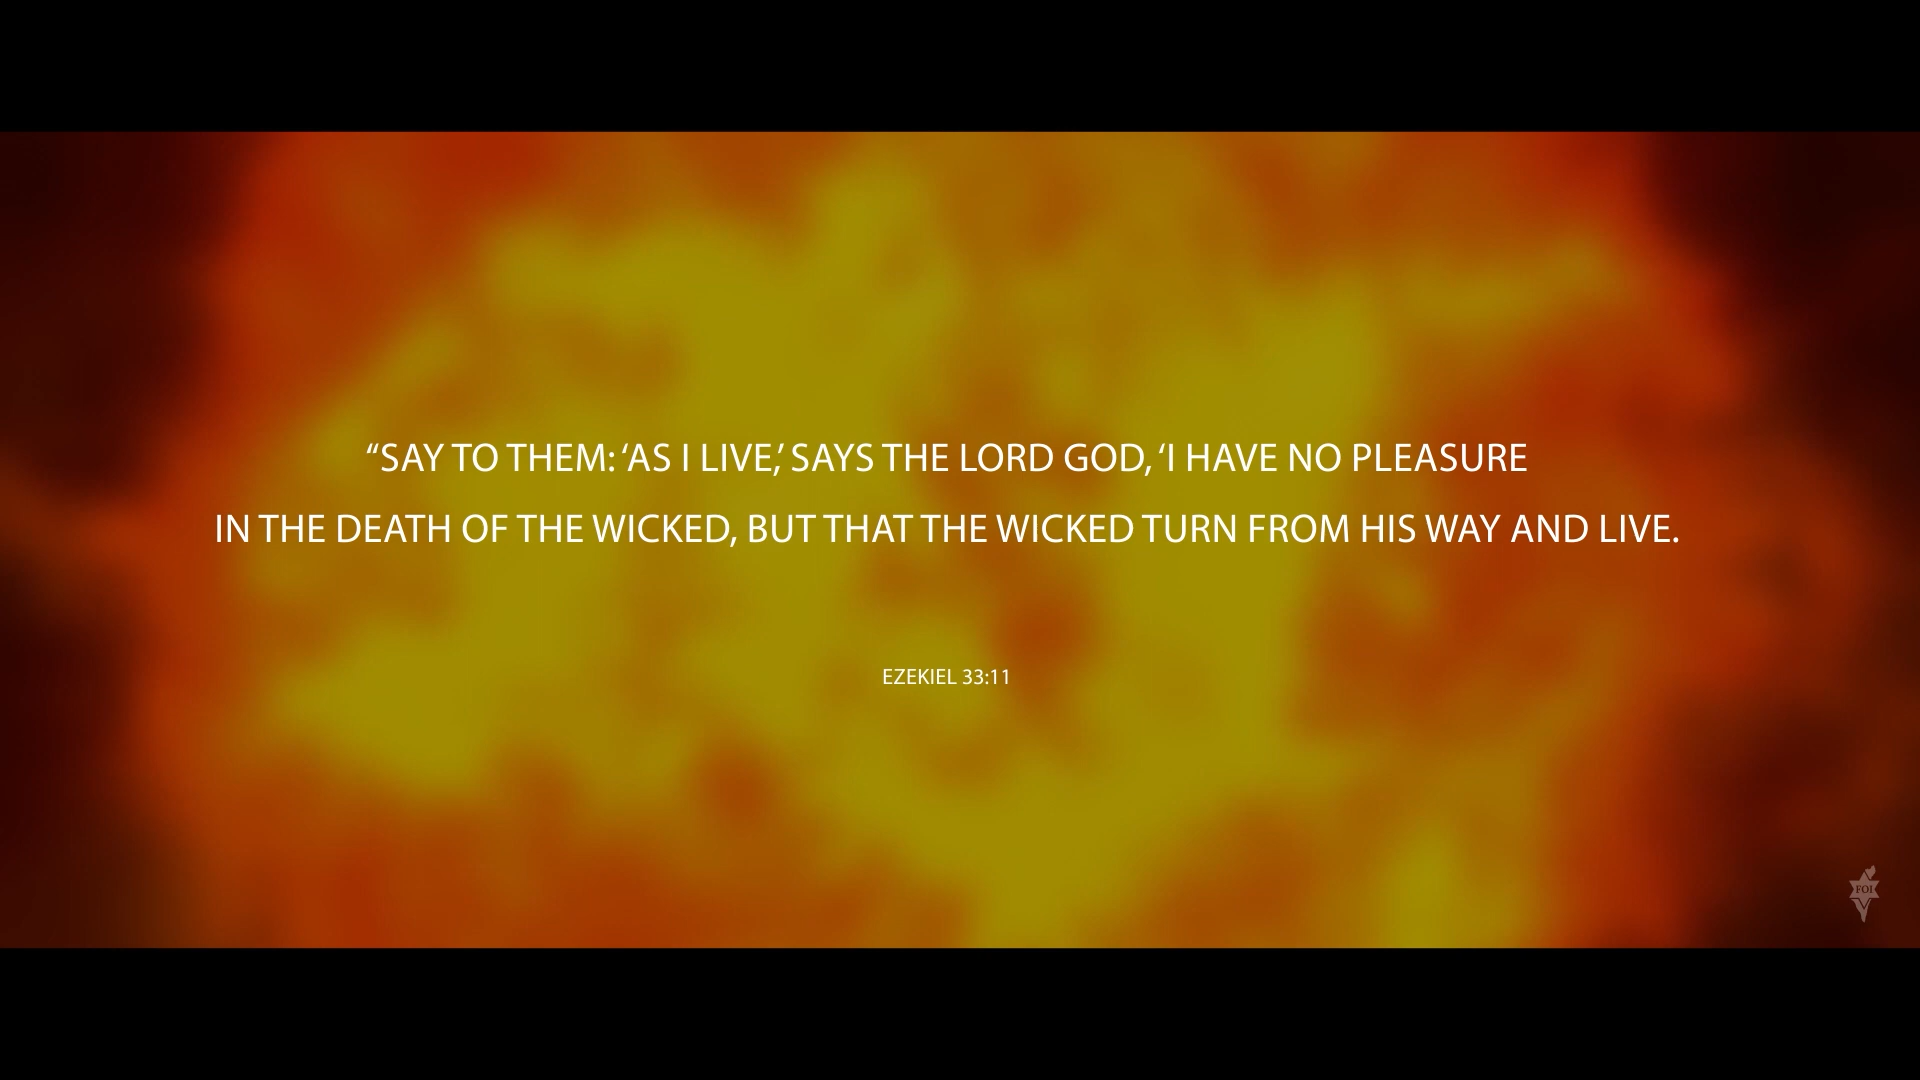 “SAY TO THEM: ‘AS I LIVE,’ SAYS THE LORD GOD, ‘I HAVE NO PLEASURE
IN THE DEATH OF THE WICKED, BUT THAT THE WICKED TURN FROM HIS WAY AND LIVE.
EZEKIEL 33:11
FOI